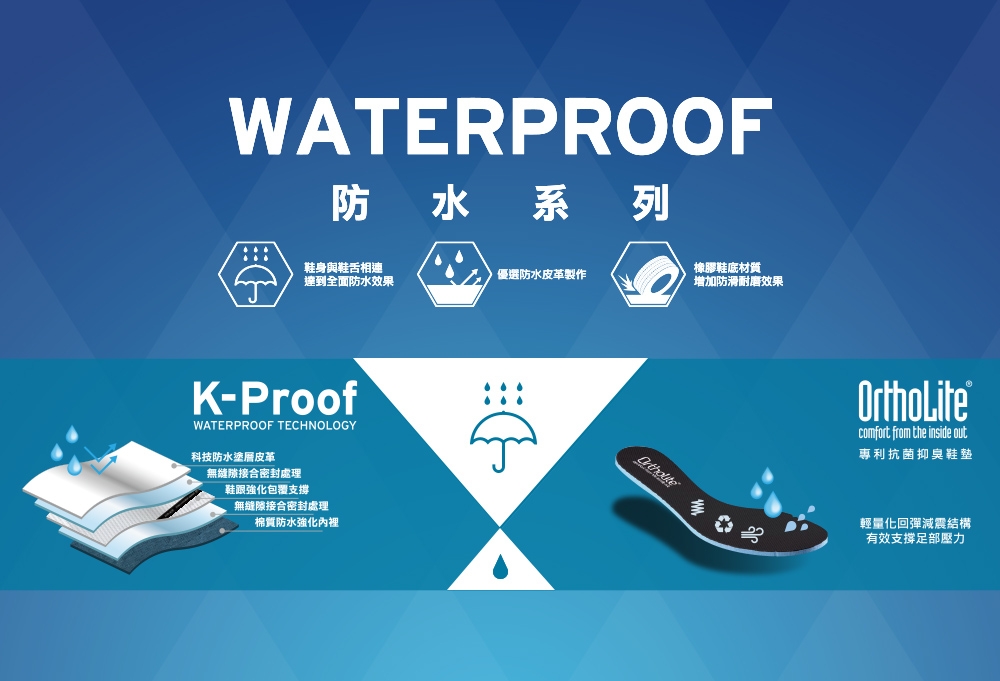 WATERPROOF
防水系列
鞋身與鞋舌相連
達到全面防水效果
優選防水皮革製作
橡膠鞋底材質
增加防滑耐磨效果
K-Proof
WATERPROOF TECHNOLOGY
科技防水塗層皮革
無縫隙接合密封處理
鞋跟強化包覆支撐
無縫隙接合密封處理
棉質防水強化內裡
OrthoLite®
comfort from the inside out
專利抗菌抑臭鞋墊
OrthoLite
輕量化回彈減震結構
有效支撐足部壓力